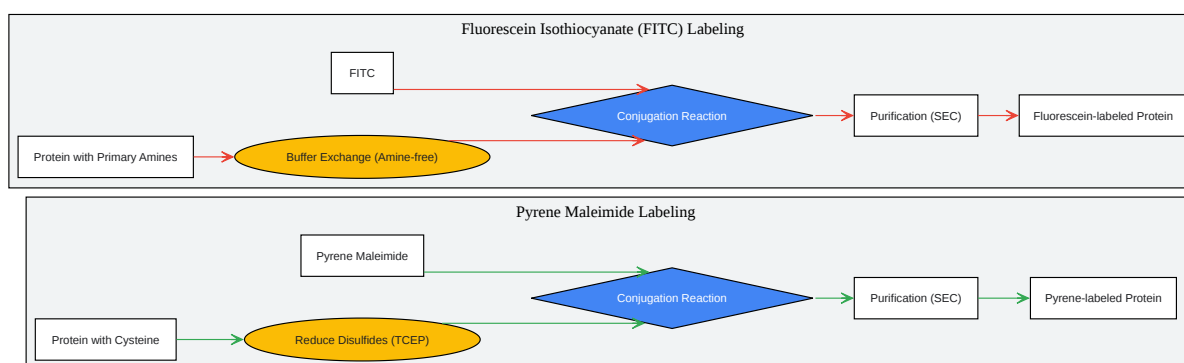 Fluorescein Isothiocyanate (FITC) Labeling
FITC
Conjugation Reaction
Purification (SEC)
Fluorescein-labeled Protein
Protein with Primary Amines
Buffer Exchange (Amine-free)
Pyrene Maleimide Labeling
Pyrene Maleimide
Conjugation Reaction
Purification (SEC)
Pyrene-labeled Protein
Protein with Cysteine
Reduce Disulfides (TCEP)